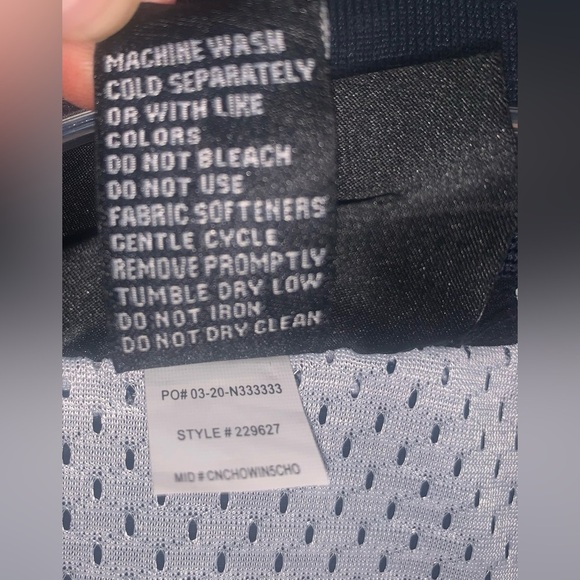 MACHINE WASH
COLD SEPARATELY
OR WITH LIKE
COLORS
DO NOT BLEACH
DO NOT USE
FABRIC SOFTENERS
GENTLE CYCLE
REMOVE PROMPTLY
TUMBLE DRY LOW
DO NOT IRON
DO NOT DRY CLEAN
PO# 03-20-N333333
STYLE # 229627
MID # CNCHOWIN5CHO